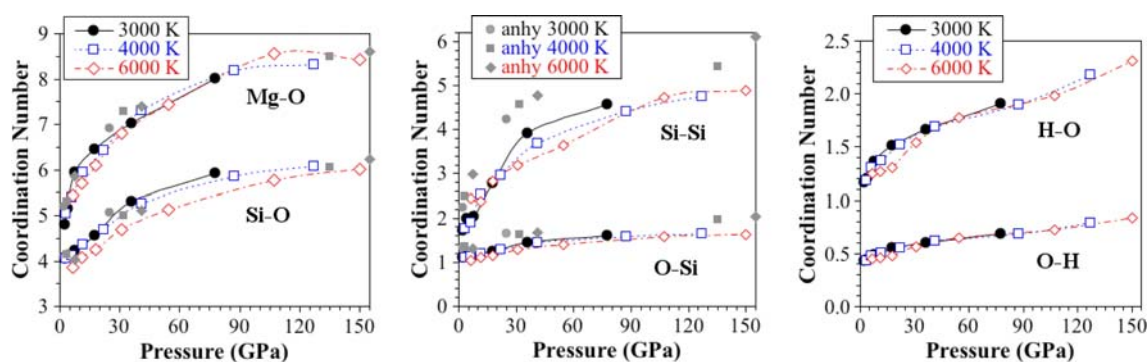 3000 K
4000 K
6000 K
Coordination Number
9
8
7
6
5
4
3
Mg-O
Si-O
0 30 60 90 120 150
Pressure (GPa)
anhy 3000 K
anhy 4000 K
anhy 6000 K
Coordination Number
6
5
4
3
2
1
0
Si-Si
O-Si
0 30 60 90 120 150
Pressure (GPa)
3000 K
4000 K
6000 K
Coordination Number
2.5
2.0
1.5
1.0
0.5
0.0
H-O
O-H
0 30 60 90 120 150
Pressure (GPa)